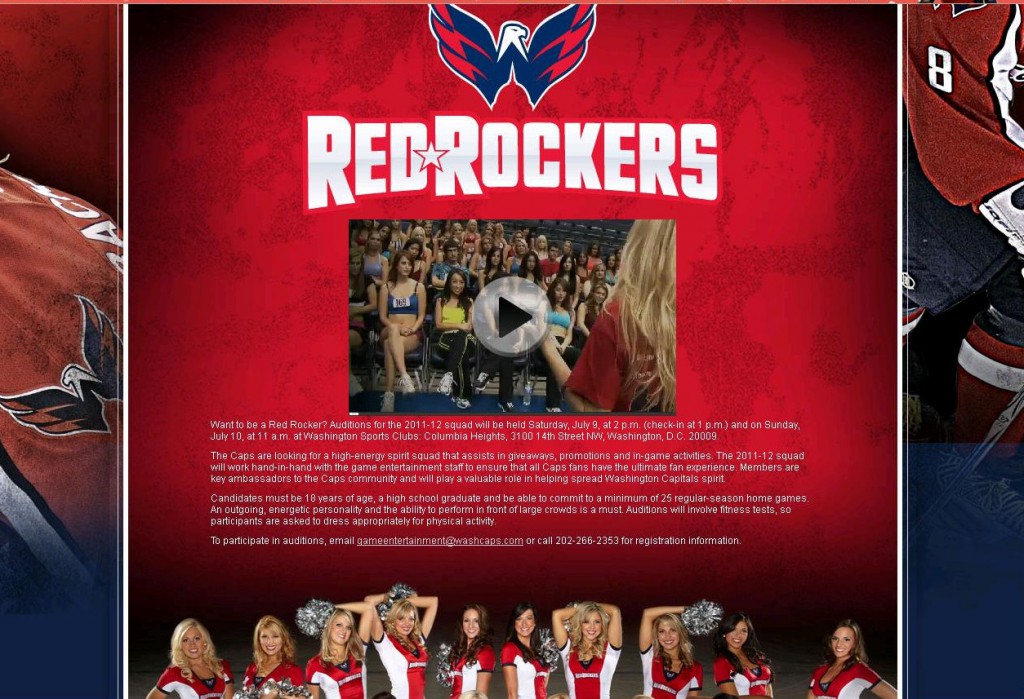 RED ROCKERS
8
Want to be a Red Rocker? Auditions for the 2011-12 squad will be held Saturday, July 9, at 2 p.m. (check-in at 1 p.m.) and on Sunday,
July 10, at 11 a.m. at Washington Sports Clubs: Columbia Heights, 3100 14th Street NW, Washington, D.C. 20009.
The Caps are looking for a high-energy spirit squad that assists in giveaways, promotions and in-game activities. The 2011-12 squad
will work hand-in-hand with the game entertainment staff to ensure that all Caps fans have the ultimate fan experience. Members are
key ambassadors to the Caps community and will play a valuable role in helping spread Washington Capitals spirit.
Candidates must be 18 years of age, a high school graduate and be able to commit to a minimum of 25 regular-season home games.
An outgoing, energetic personality and the ability to perform in front of large crowds is a must. Auditions will involve fitness tests, so
participants are asked to dress appropriately for physical activity.
To participate in auditions, email gameentertainment@washcaps.com or call 202-266-2353 for registration information.